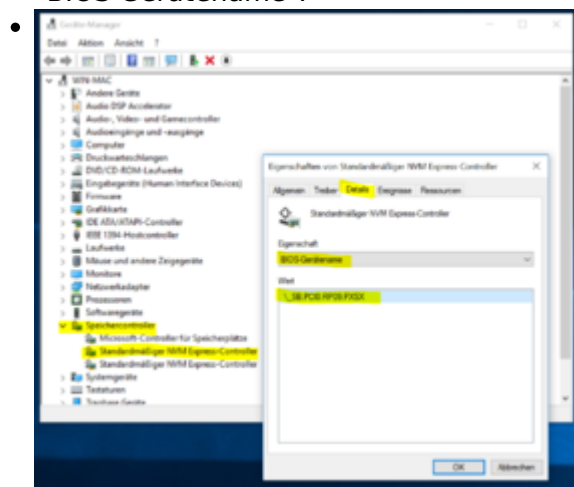 "BIOS-Gerätename".
Geräte-Manager
Datei Aktion Ansicht ?
WIN-MAC
Andere Geräte
Audio DSP Accelerator
Audio-, Video- und Gamecontroller
Audioeingänge und -ausgänge
Computer
Druckwarteschlangen
DVD/CD-ROM-Laufwerke
Eingabegeräte (Human Interface Devices)
Firmware
Grafikkarte
IDE ATA/ATAPI-Controller
IEEE 1394-Hostcontroller
Laufwerke
Mäuse und andere Zeigegeräte
Monitore
Netzwerkadapter
Prozessoren
Softwaregeräte
Speichercontroller
Microsoft-Controller für Speicherplätze
Standardmäßiger NVM Express-Controller
Standardmäßiger NVM Express-Controller
Systemgeräte
Tastaturen
Eigenschaften von Standardmäßiger NVM Express-Controller
Allgemein Treiber Details Ereignisse Ressourcen
Standardmäßiger NVM Express-Controller
Eigenschaft
BIOS-Gerätename
Wert
\_SB.PCI0.RP09.PXSX
OK Abbrechen